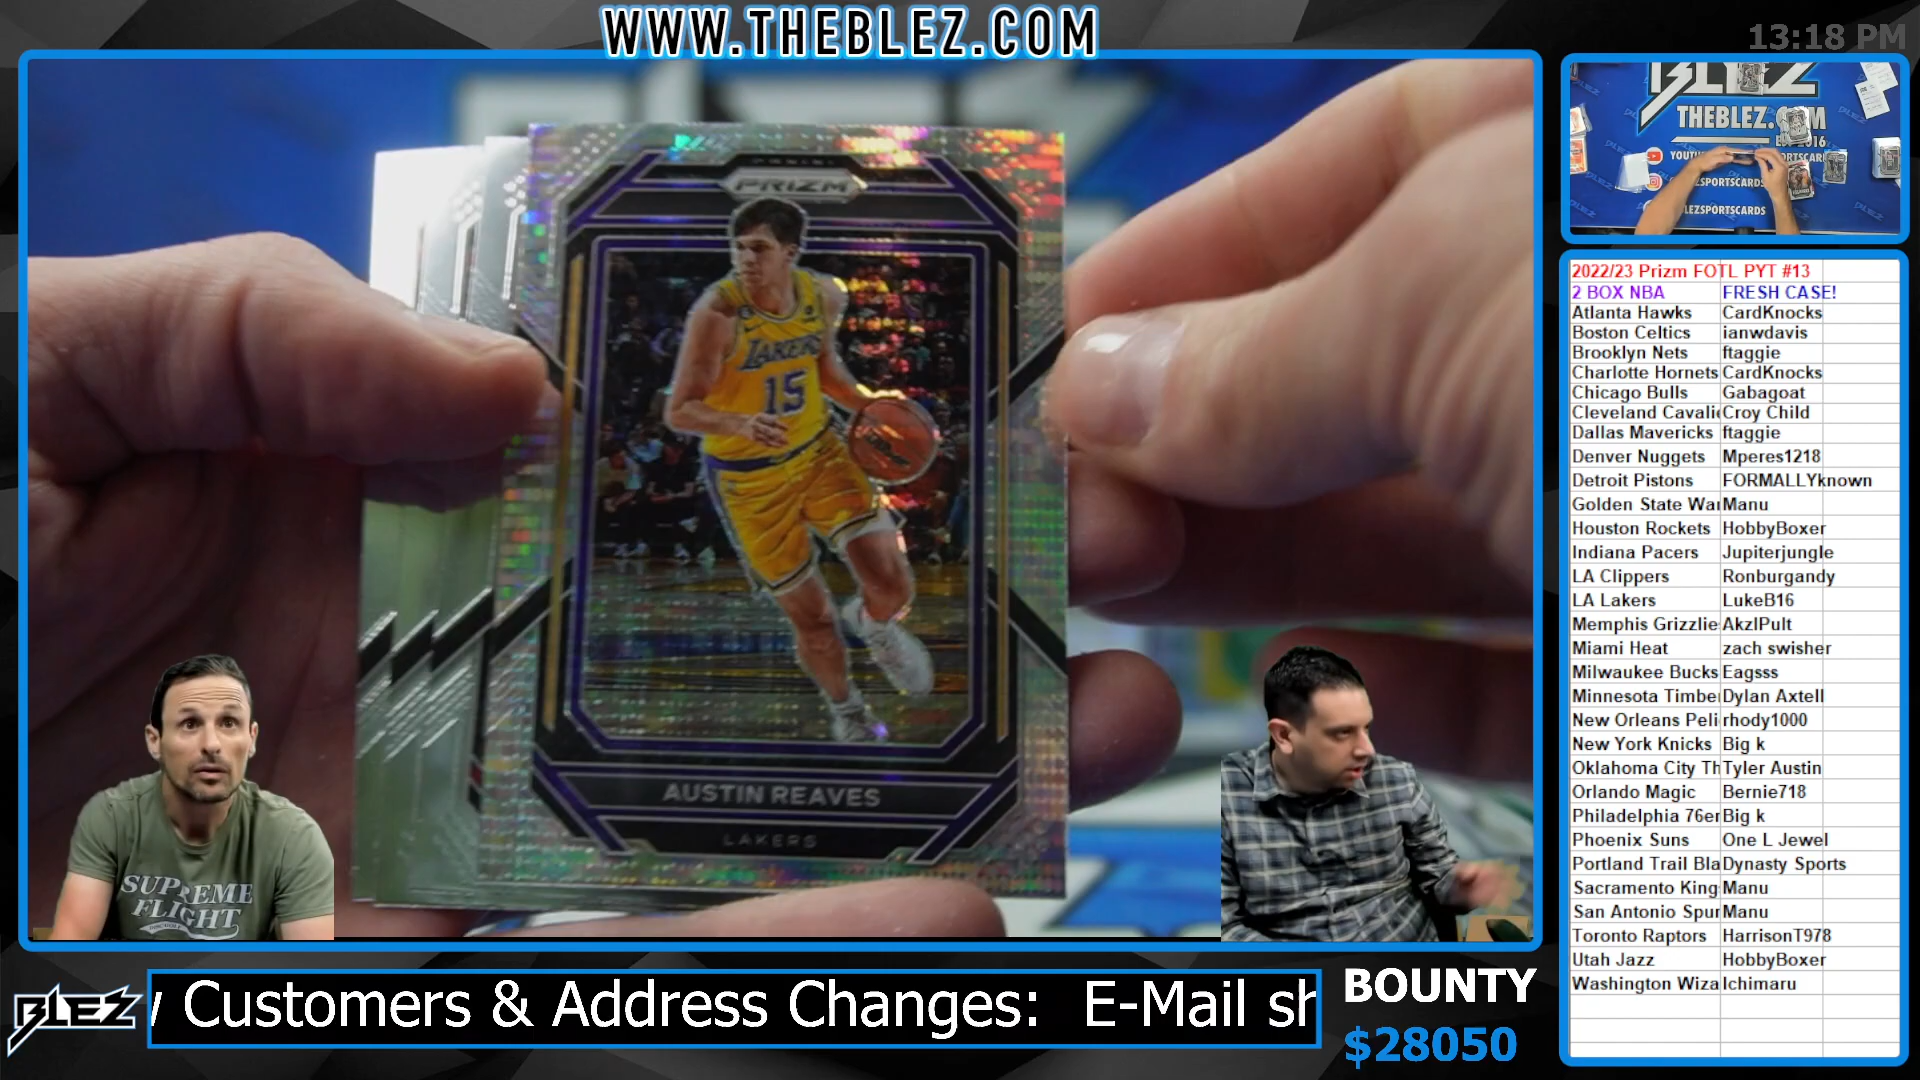 WWW.THEBLEZ.COM
13:18 PM
PANINI
PRIZM
LAKERS
15
AUSTIN REAVES
LAKERS
SUPREME
FLIGHT
BLEZ
THEBLEZ.COM
2022/23 Prizm FOTL PYT #13
2 BOX NBA FRESH CASE!
Atlanta Hawks CardKnocks
Boston Celtics ianwdavis
Brooklyn Nets ftaggie
Charlotte Hornets CardKnocks
Chicago Bulls Gabagoat
Cleveland Cavali Croy Child
Dallas Mavericks ftaggie
Denver Nuggets Mperes1218
Detroit Pistons FORMALLYknown
Golden State War Manu
Houston Rockets HobbyBoxer
Indiana Pacers Jupiterjungle
LA Clippers Ronburgandy
LA Lakers LukeB16
Memphis Grizzlie AkzlPult
Miami Heat zach swisher
Milwaukee Bucks Eagsss
Minnesota Timbe Dylan Axtell
New Orleans Peli rhody1000
New York Knicks Big k
Oklahoma City Th Tyler Austin
Orlando Magic Bernie718
Philadelphia 76er Big k
Phoenix Suns One L Jewel
Portland Trail Bla Dynasty Sports
Sacramento King Manu
San Antonio Spur Manu
Toronto Raptors HarrisonT978
Utah Jazz HobbyBoxer
Washington Wiza Ichimaru
BLEZ
Customers & Address Changes: E-Mail sh
BOUNTY
$28050